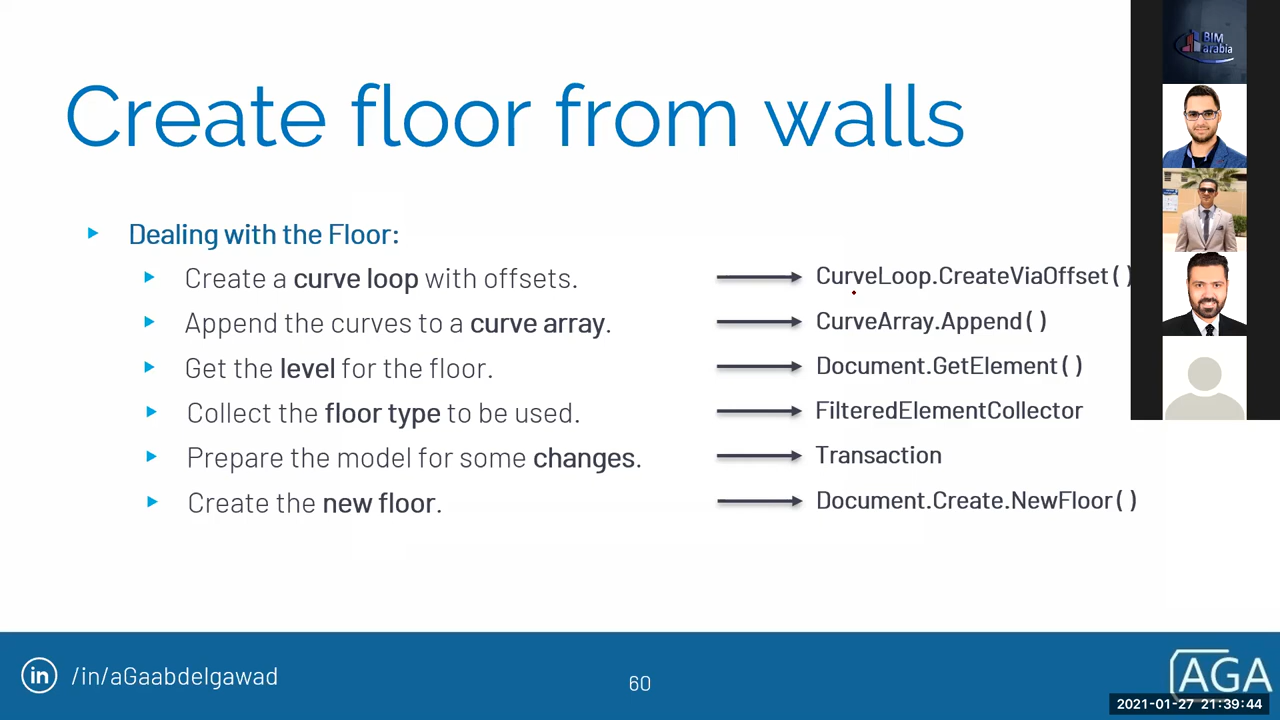 Create floor from walls
Dealing with the Floor:
Create a curve loop with offsets.
CurveLoop.CreateViaOffset()
Append the curves to a curve array.
CurveArray.Append()
Get the level for the floor.
Document.GetElement()
Collect the floor type to be used.
FilteredElementCollector
Prepare the model for some changes.
Transaction
Create the new floor.
Document.Create.NewFloor()
BIM
arabia
in
/in/aGaabdelgawad
60
AGA
2021-01-27 21:39:44